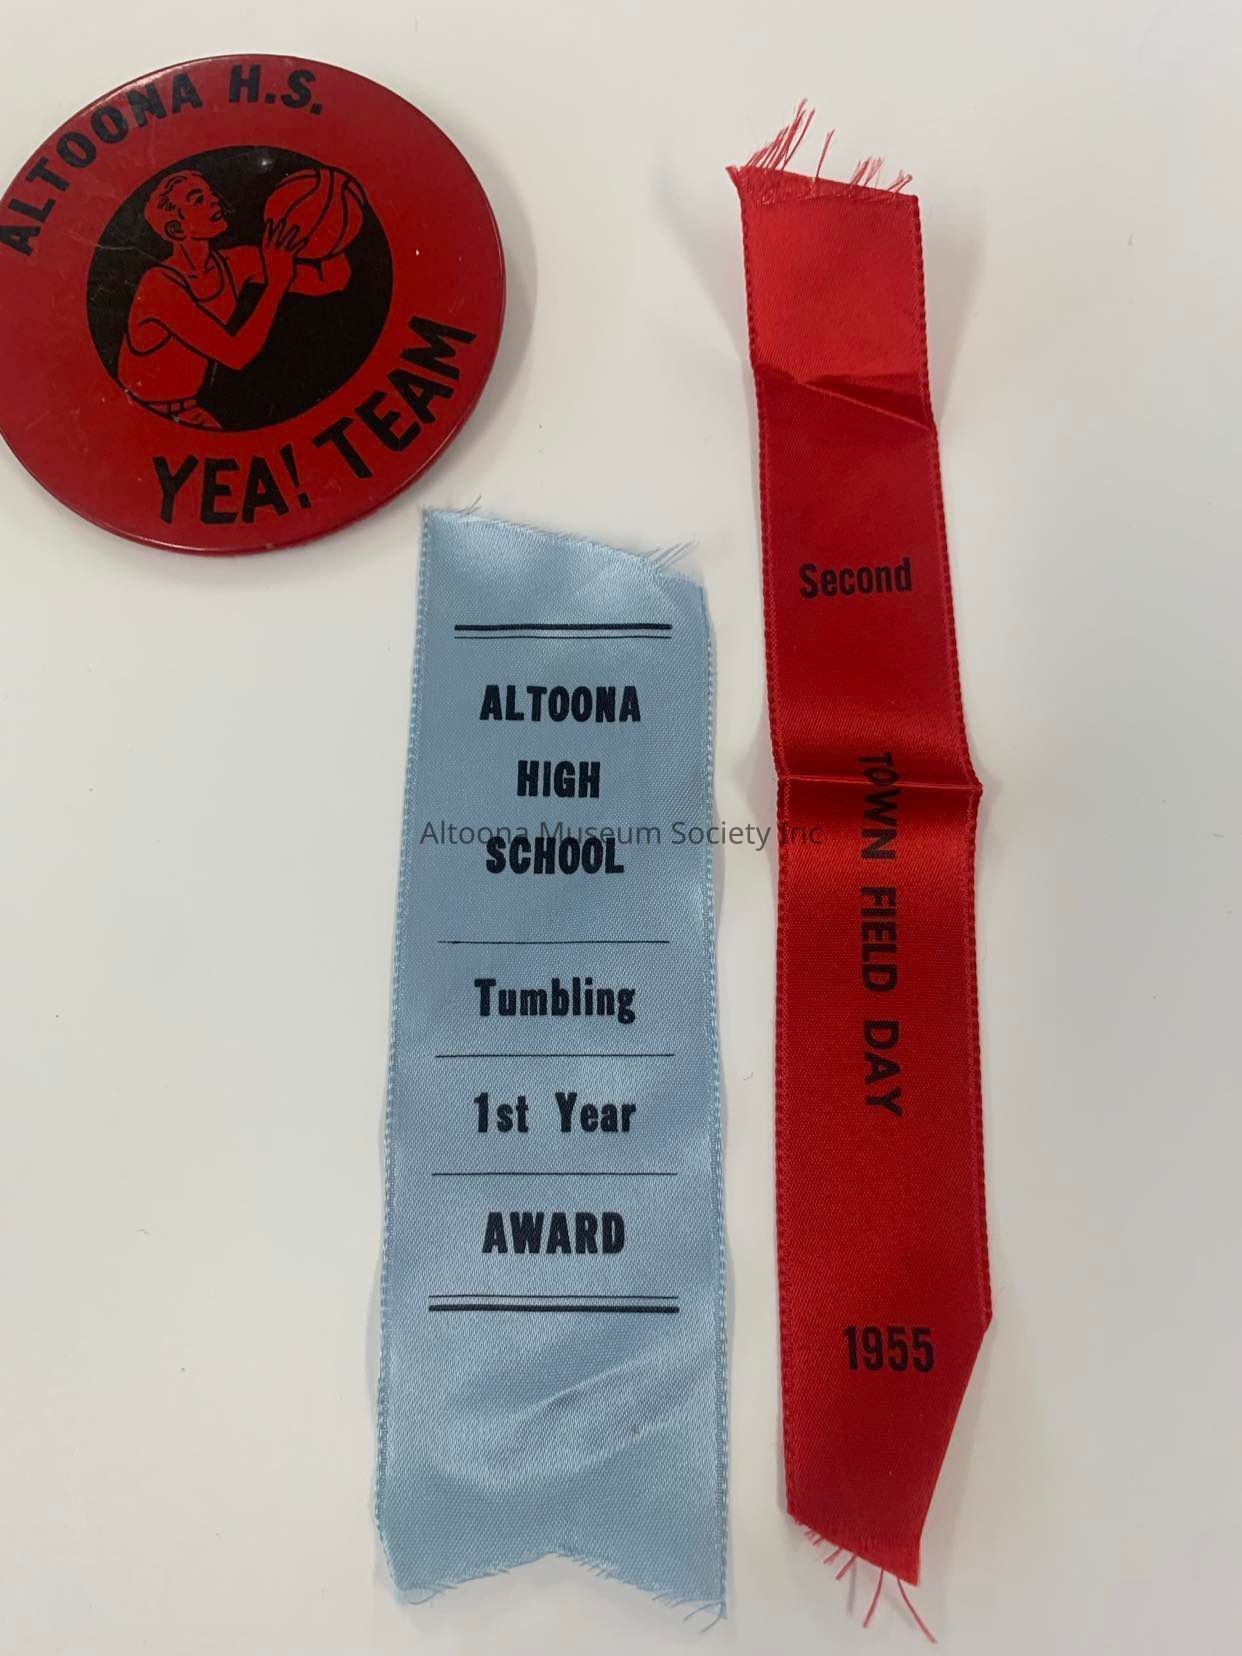 ALTOONA H.S.
YEA! TEAM
ALTOONA
HIGH
SCHOOL
Tumbling
1st Year
AWARD
Second
TOWN FIELD DAY
1955
Altoona Museum Society Inc